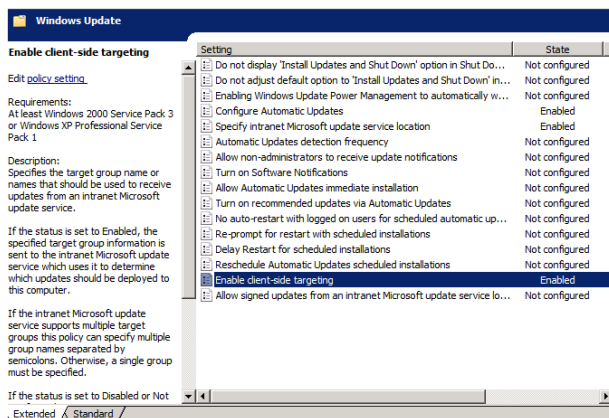 Windows Update
Enable client-side targeting
Edit policy setting
Requirements:
At least Windows 2000 Service Pack 3
or Windows XP Professional Service
Pack 1
Description:
Specifies the target group name or
names that should be used to receive
updates from an intranet Microsoft
update service.
If the status is set to Enabled, the
specified target group information is
sent to the intranet Microsoft update
service which uses it to determine
which updates should be deployed to
this computer.
If the intranet Microsoft update
service supports multiple target
groups this policy can specify multiple
group names separated by
semicolons. Otherwise, a single group
must be specified.
If the status is set to Disabled or Not
Setting State
Do not display 'Install Updates and Shut Down' option in Shut Do... Not configured
Do not adjust default option to 'Install Updates and Shut Down' in... Not configured
Enabling Windows Update Power Management to automatically w... Not configured
Configure Automatic Updates Enabled
Specify intranet Microsoft update service location Enabled
Automatic Updates detection frequency Not configured
Allow non-administrators to receive update notifications Not configured
Turn on Software Notifications Not configured
Allow Automatic Updates immediate installation Not configured
Turn on recommended updates via Automatic Updates Not configured
No auto-restart with logged on users for scheduled automatic up... Not configured
Re-prompt for restart with scheduled installations Not configured
Delay Restart for scheduled installations Not configured
Reschedule Automatic Updates scheduled installations Not configured
Enable client-side targeting Enabled
Allow signed updates from an intranet Microsoft update service lo... Not configured
Extended Standard